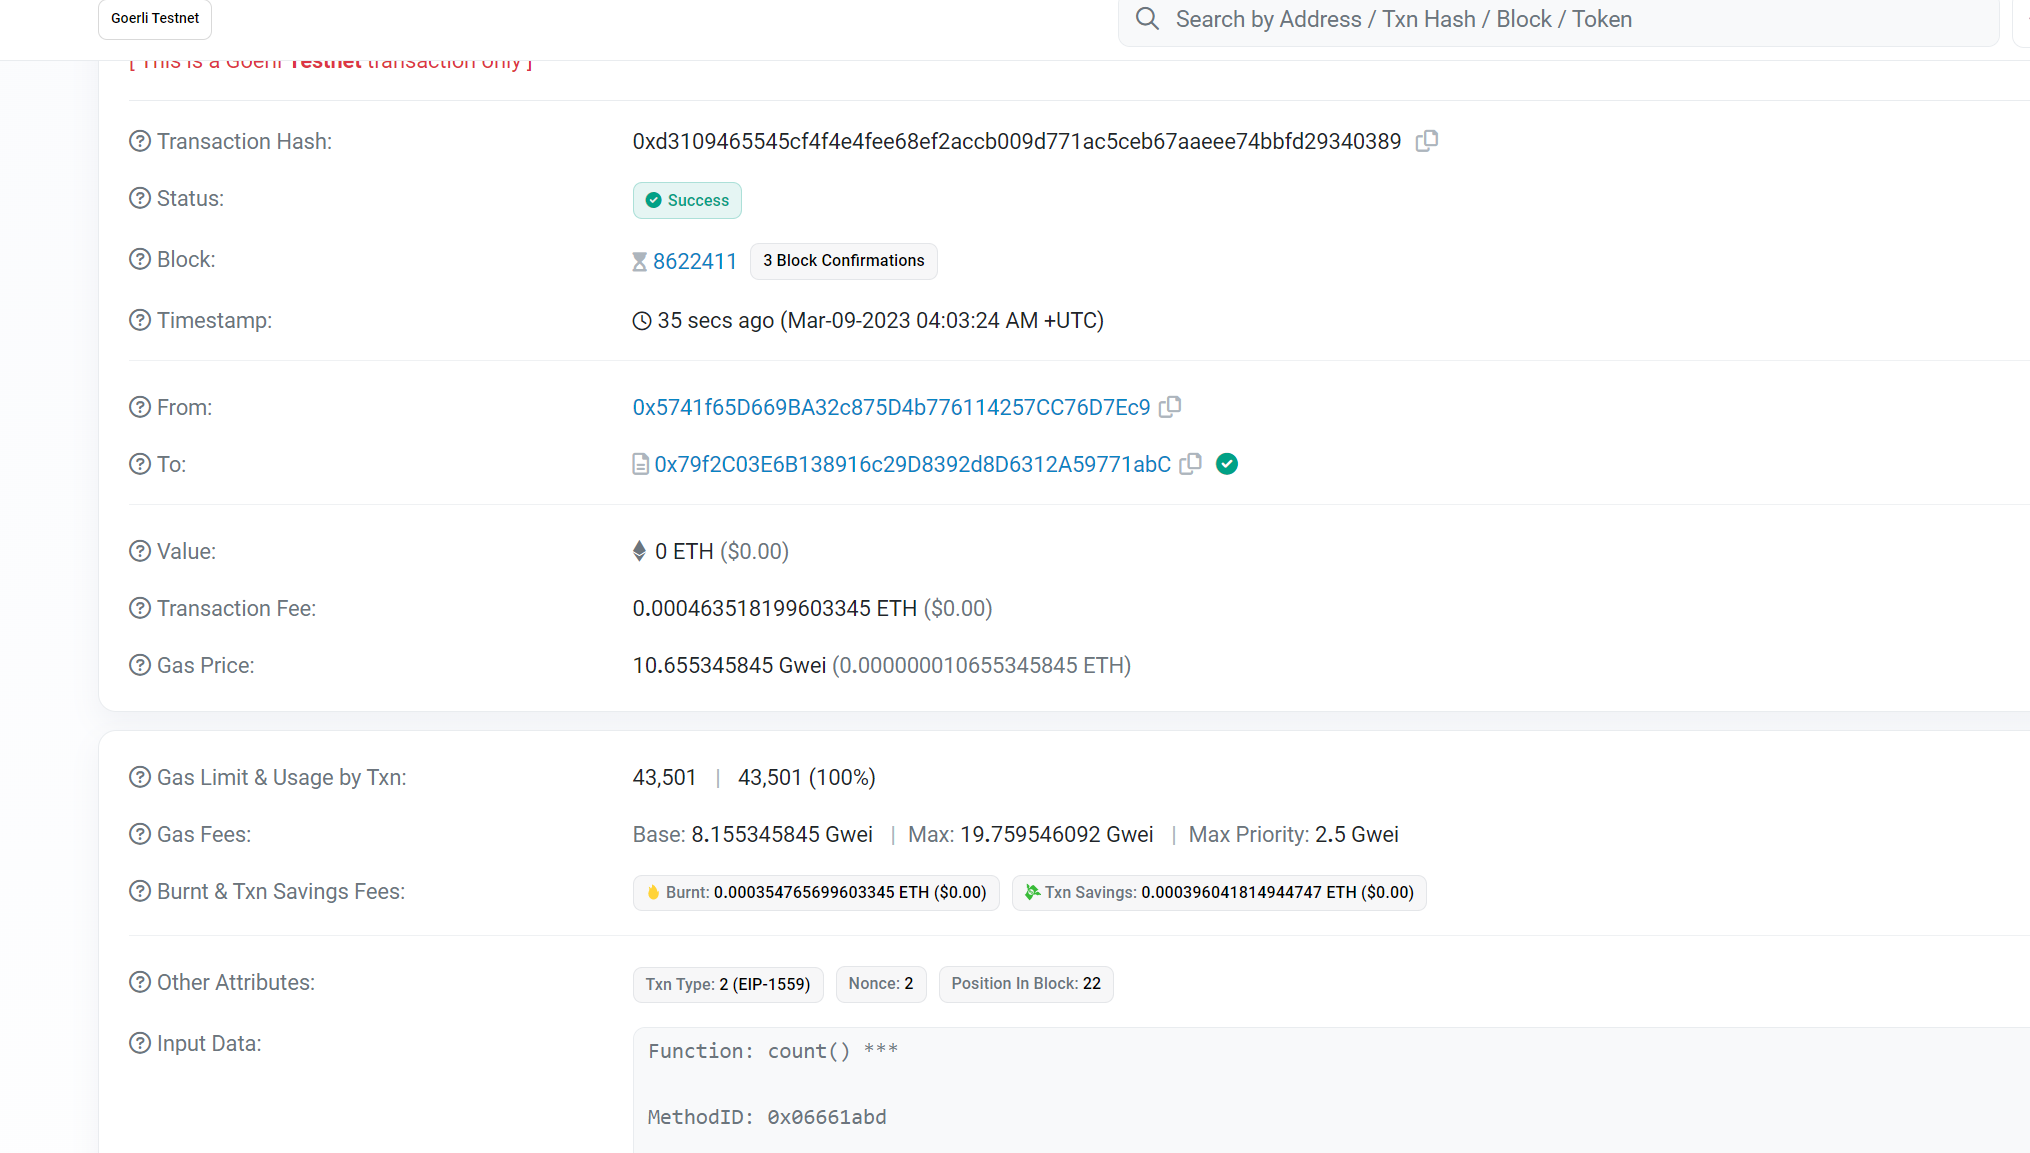 Goerli Testnet
Search by Address / Txn Hash / Block / Token
[ This is a Goerli Testnet transaction only ]
Transaction Hash: 0xd3109465545cf4f4e4fee68ef2accb009d771ac5ceb67aaeee74bbfd29340389
Status: Success
Block: 8622411 3 Block Confirmations
Timestamp: 35 secs ago (Mar-09-2023 04:03:24 AM +UTC)
From: 0x5741f65D669BA32c875D4b776114257CC76D7Ec9
To: 0x79f2C03E6B138916c29D8392d8D6312A59771abC
Value: 0 ETH ($0.00)
Transaction Fee: 0.000463518199603345 ETH ($0.00)
Gas Price: 10.655345845 Gwei (0.000000010655345845 ETH)
Gas Limit & Usage by Txn: 43,501 | 43,501 (100%)
Gas Fees: Base: 8.155345845 Gwei | Max: 19.759546092 Gwei | Max Priority: 2.5 Gwei
Burnt & Txn Savings Fees: Burnt: 0.000354765699603345 ETH ($0.00) Txn Savings: 0.000396041814944747 ETH ($0.00)
Other Attributes: Txn Type: 2 (EIP-1559) Nonce: 2 Position In Block: 22
Input Data: Function: count() ***
MethodID: 0x06661abd